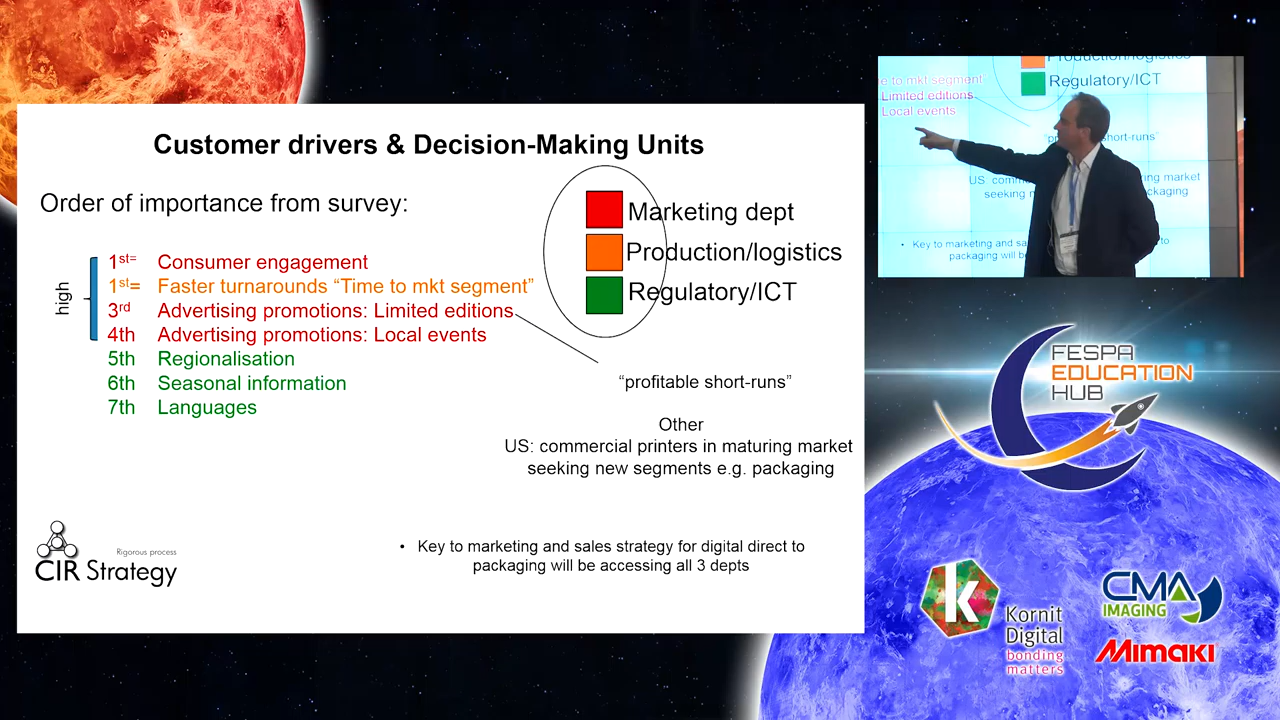 Customer drivers & Decision-Making Units
Order of importance from survey:
high
1st= Consumer engagement
1st= Faster turnarounds “Time to mkt segment”
3rd Advertising promotions: Limited editions
4th Advertising promotions: Local events
5th Regionalisation
6th Seasonal information
7th Languages
Marketing dept
Production/logistics
Regulatory/ICT
“profitable short-runs”
Other
US: commercial printers in maturing market
seeking new segments e.g. packaging
• Key to marketing and sales strategy for digital direct to
packaging will be accessing all 3 depts
Rigorous process
CIR Strategy
Production/logistics
Regulatory/ICT
e to mkt segment”
Limited editions
Local events
short-runs”
US: comm
ing market
seeking n
ackaging
• Key to marketing and sa
to
packaging will be
FESPA
EDUCATION
HUB
k
Kornit
Digital
bonding
matters
CMA
IMAGING
Mimaki